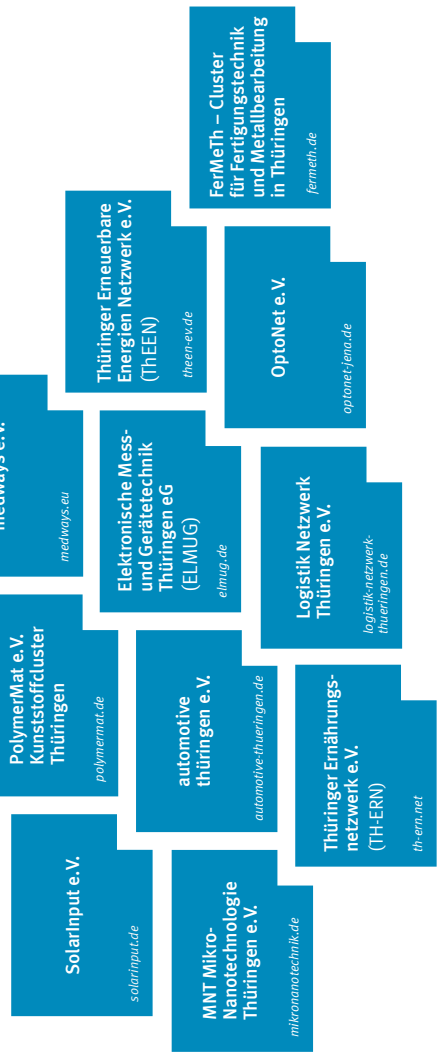 SolarInput e.V.
solarinput.de
MNT Mikro-
Nanotechnologie
Thüringen e.V.
mikronanotechnik.de
PolymerMat e.V.
Kunststoffcluster
Thüringen
polymermat.de
automotive
thüringen e.V.
automotive-thueringen.de
Thüringer Ernährungs-
netzwerk e.V.
(TH-ERN)
th-ern.net
medways e.V.
medways.eu
Elektronische Mess-
und Gerätetechnik
Thüringen eG
(ELMUG)
elmug.de
Logistik Netzwerk
Thüringen e.V.
logistik-netzwerk-
thueringen.de
Thüringer Erneuerbare
Energien Netzwerk e.V.
(ThEEN)
theen-ev.de
OptoNet e.V.
optonet-jena.de
FerMeTh – Cluster
für Fertigungstechnik
und Metallbearbeitung
in Thüringen
fermeth.de